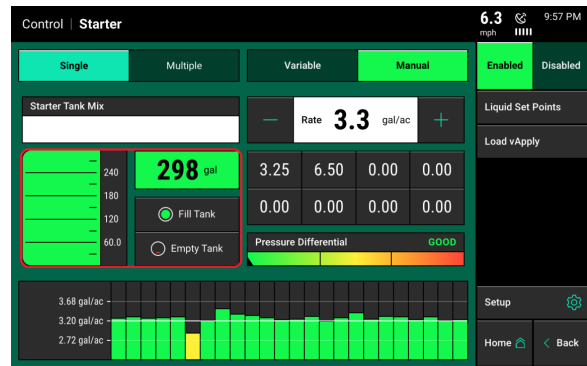 Control | Starter
6.3
mph
9:57 PM
Single
Multiple
Variable
Manual
Enabled
Disabled
Starter Tank Mix
Rate 3.3 gal/ac
Liquid Set Points
Load vApply
240
180
120
60.0
298 gal
Fill Tank
Empty Tank
3.25 6.50 0.00 0.00
0.00 0.00 0.00 0.00
Pressure Differential GOOD
3.68 gal/ac
3.20 gal/ac
2.72 gal/ac
Setup
Home
Back